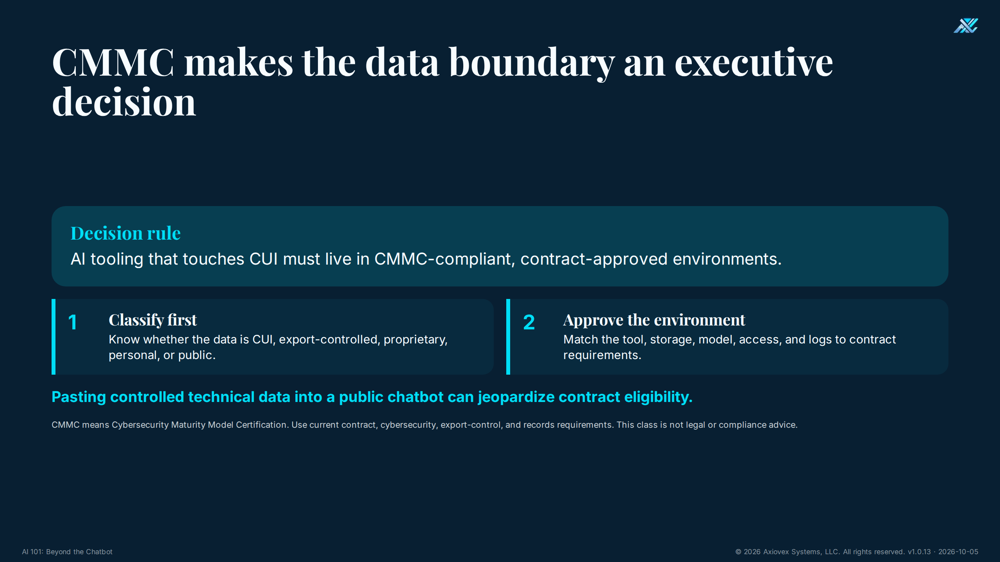 CMMC makes the data boundary an executive
decision
Decision rule
AI tooling that touches CUI must live in CMMC-compliant, contract-approved environments.
1
Classify first
Know whether the data is CUI, export-controlled, proprietary,
personal, or public.
2
Approve the environment
Match the tool, storage, model, access, and logs to contract
requirements.
Pasting controlled technical data into a public chatbot can jeopardize contract eligibility.
CMMC means Cybersecurity Maturity Model Certification. Use current contract, cybersecurity, export-control, and records requirements. This class is not legal or compliance advice.
AI 101: Beyond the Chatbot
© 2026 Axiovex Systems, LLC. All rights reserved. v1.0.13 · 2026-10-05